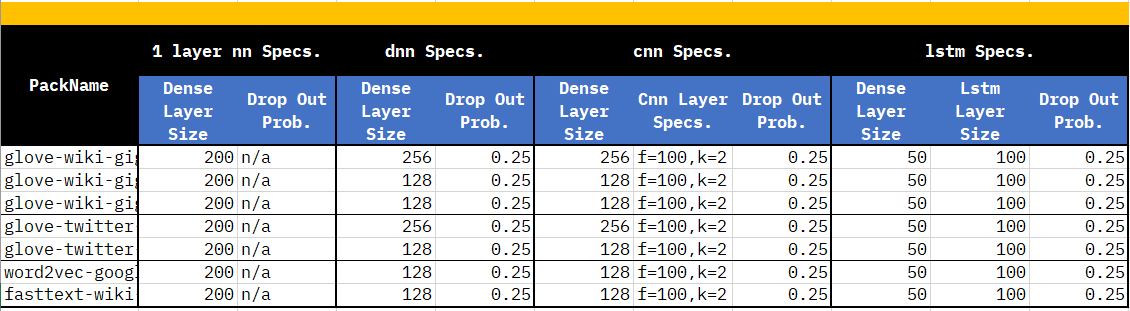 1 layer nn Specs. dnn Specs. cnn Specs. lstm Specs.
PackName
Dense Layer Size Drop Out Prob. Dense Layer Size Drop Out Prob. Dense Layer Size Cnn Layer Specs. Drop Out Prob. Dense Layer Size Lstm Layer Size Drop Out Prob.
glove-wiki-gig 200 n/a 256 0.25 256 f=100,k=2 0.25 50 100 0.25
glove-wiki-gig 200 n/a 128 0.25 128 f=100,k=2 0.25 50 100 0.25
glove-wiki-gig 200 n/a 128 0.25 128 f=100,k=2 0.25 50 100 0.25
glove-twitter- 200 n/a 256 0.25 256 f=100,k=2 0.25 50 100 0.25
glove-twitter- 200 n/a 128 0.25 128 f=100,k=2 0.25 50 100 0.25
word2vec-googl 200 n/a 128 0.25 128 f=100,k=2 0.25 50 100 0.25
fasttext-wiki- 200 n/a 128 0.25 128 f=100,k=2 0.25 50 100 0.25